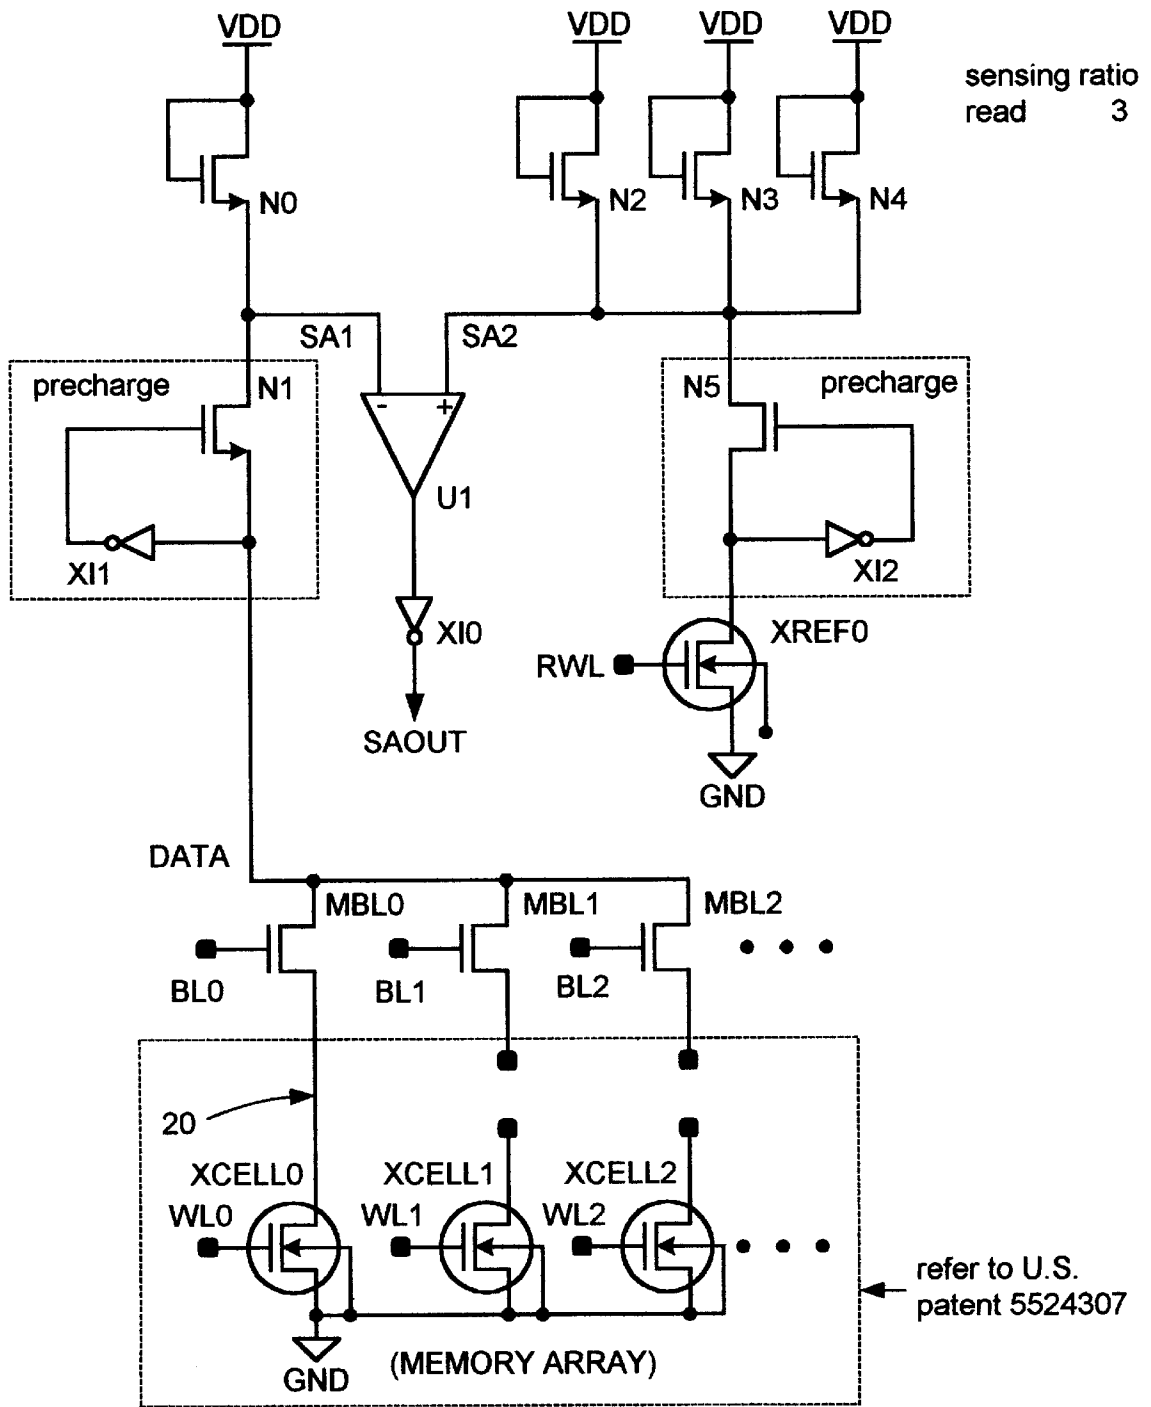 VDD
VDD
VDD
VDD
sensing ratio
read 3
N0
N2
N3
N4
SA1
SA2
precharge
N1
N5
precharge
-
+
U1
XI1
XI2
XI0
XREF0
RWL
SAOUT
GND
DATA
MBL0
MBL1
MBL2
BL0
BL1
BL2
20
XCELL0
XCELL1
XCELL2
WL0
WL1
WL2
refer to U.S.
patent 5524307
GND
(MEMORY ARRAY)